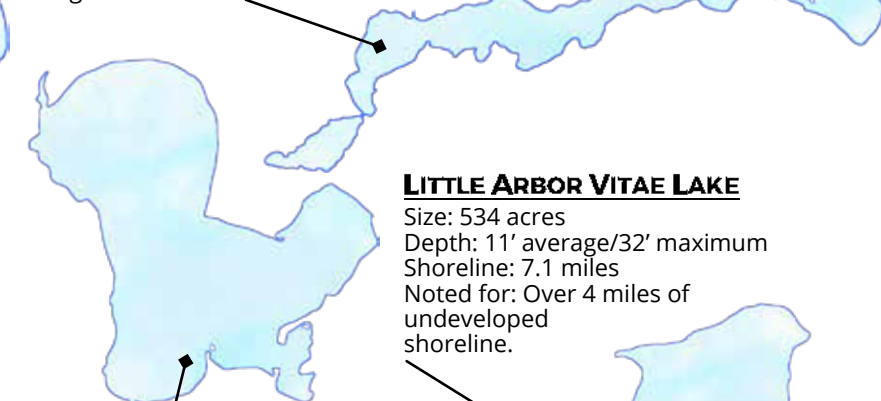 LITTLE ARBOR VITAE LAKE
Size: 534 acres
Depth: 11’ average/32’ maximum
Shoreline: 7.1 miles
Noted for: Over 4 miles of
undeveloped
shoreline.